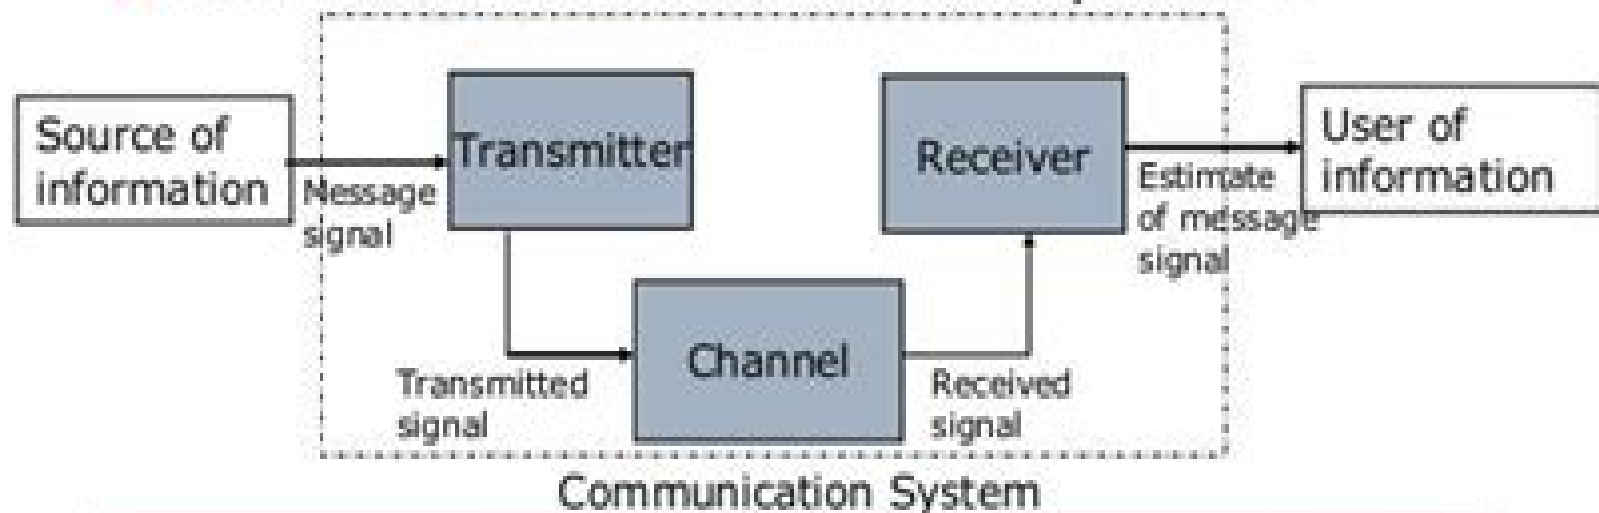 Source of
information
Message
signal
Transmitter
Transmitted
signal
Channel
Received
signal
Receiver
Estimate
of message
signal
User of
information
Communication System